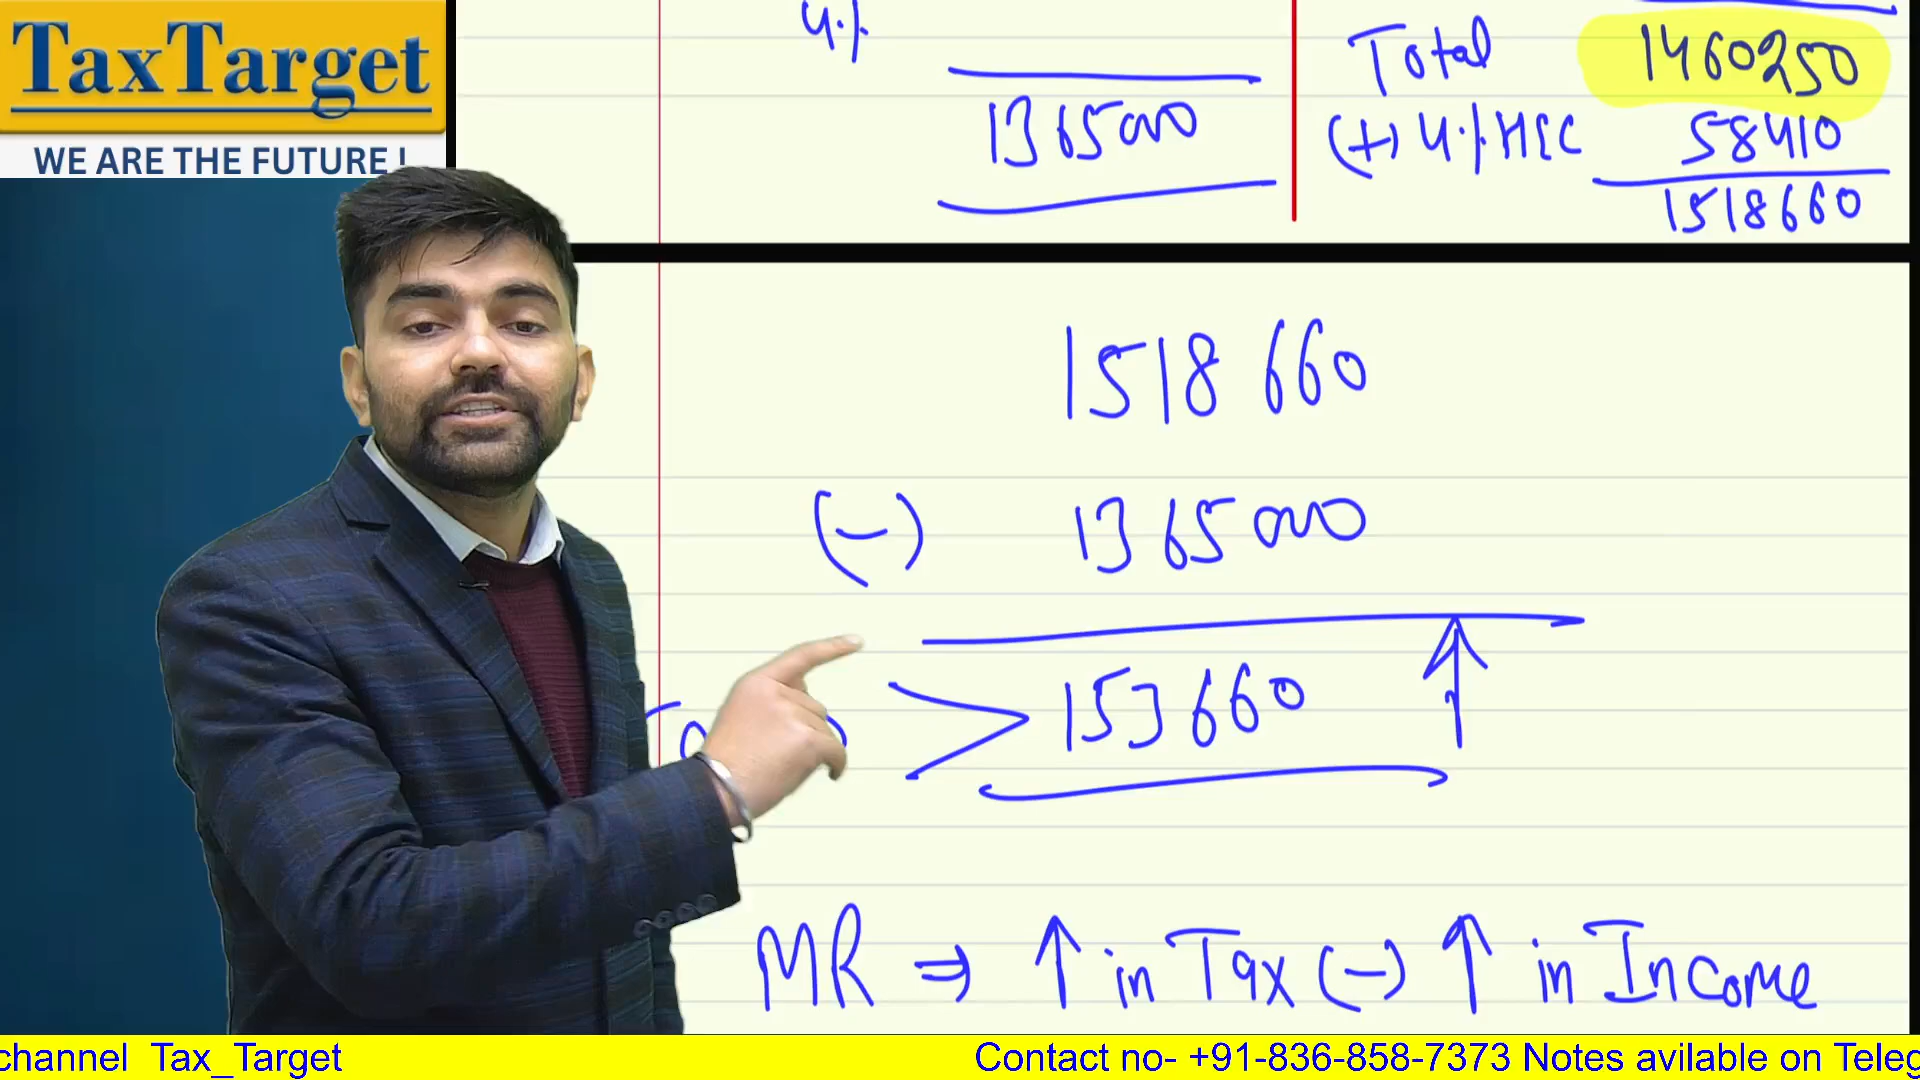 TaxTarget
WE ARE THE FUTURE !
4%
1365000
Total 1460250
(+) 4% HEC 58410
1518660
1518660
(-) 1365000
153660
MR ⇒ ↑ in Tax (-) ↑ in Income
channel Tax_Target
Contact no- +91-836-858-7373 Notes avilable on Teleg